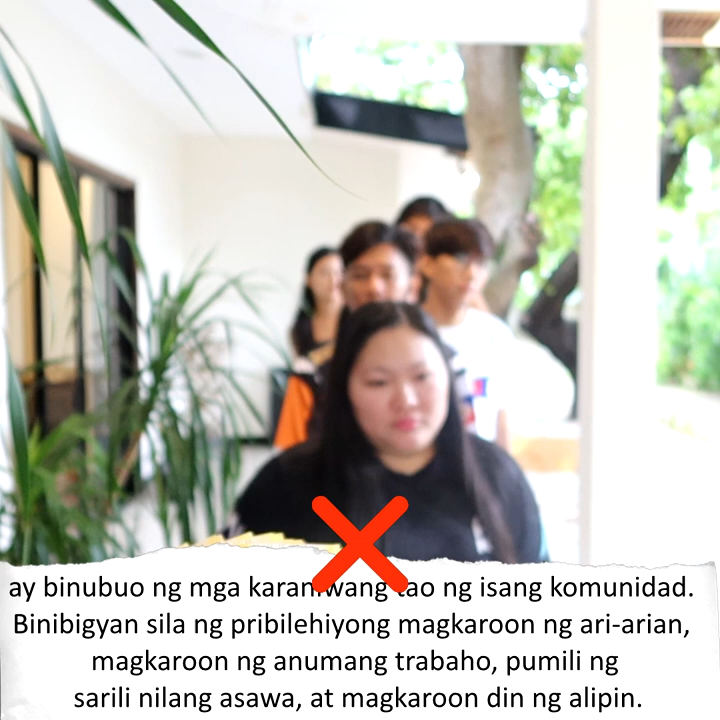 ay binubuo ng mga karaniwang tao ng isang komunidad.
Binibigyan sila ng pribilehiyong magkaroon ng ari-arian,
magkaroon ng anumang trabaho, pumili ng
sarili nilang asawa, at magkaroon din ng alipin.